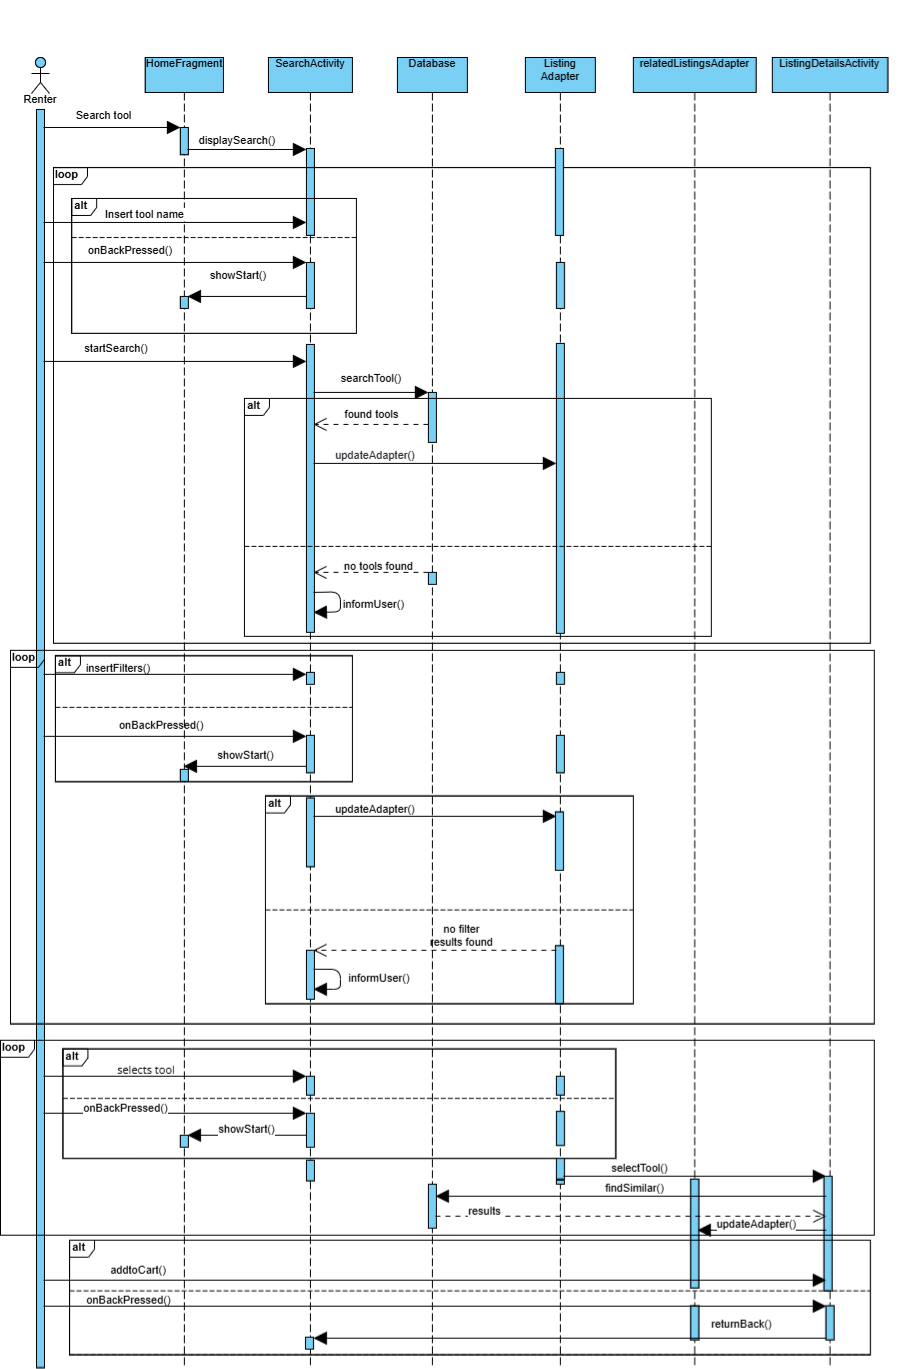 HomeFragment
SearchActivity
Database
Listing
Adapter
relatedListingsAdapter
ListingDetailsActivity
Renter
Search tool
displaySearch()
loop
alt
Insert tool name
onBackPressed()
showStart()
startSearch()
searchTool()
alt
found tools
updateAdapter()
no tools found
informUser()
loop
alt
insertFilters()
onBackPressed()
showStart()
alt
updateAdapter()
no filter
results found
informUser()
loop
alt
selects tool
onBackPressed()
showStart()
selectTool()
findSimilar()
results
updateAdapter()
alt
addtoCart()
onBackPressed()
returnBack()